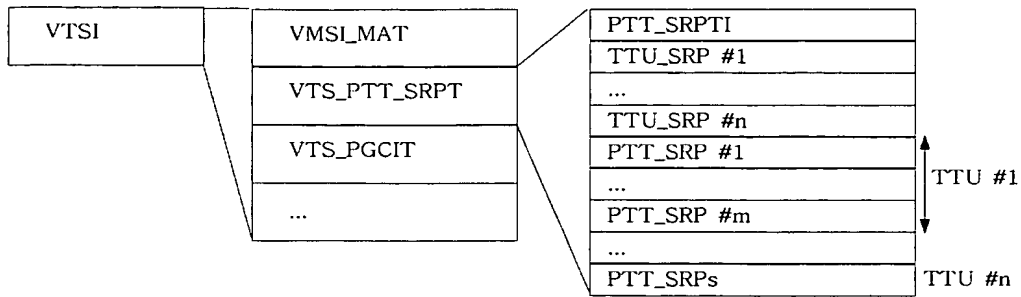 VTSI
VMSI_MAT
VTS_PTT_SRPT
VTS_PGCIT
...
PTT_SRPTI
TTU_SRP #1
...
TTU_SRP #n
PTT_SRP #1
...
PTT_SRP #m
TTU #1
...
PTT_SRPs
TTU #n